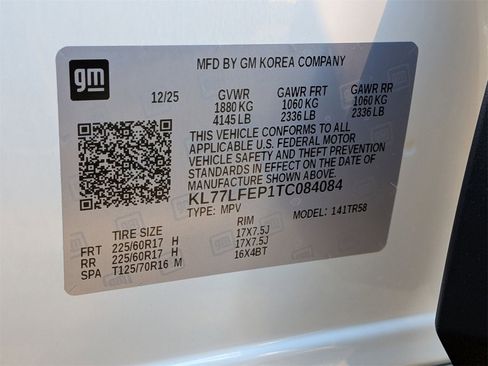 gm
MFD BY GM KOREA COMPANY
12/25 GVWR GAWR FRT GAWR RR
1880 KG 1060 KG 1060 KG
4145 LB 2336 LB 2336 LB
THIS VEHICLE CONFORMS TO ALL
APPLICABLE U.S. FEDERAL MOTOR
VEHICLE SAFETY AND THEFT PREVENTION
STANDARDS IN EFFECT ON THE DATE OF
MANUFACTURE SHOWN ABOVE.
KL77LFEP1TC084084
TYPE: MPV MODEL: 141TR58
TIRE SIZE RIM
FRT 225/60R17 H 17X7.5J
RR 225/60R17 H 17X7.5J
SPA T125/70R16 M 16X4BT